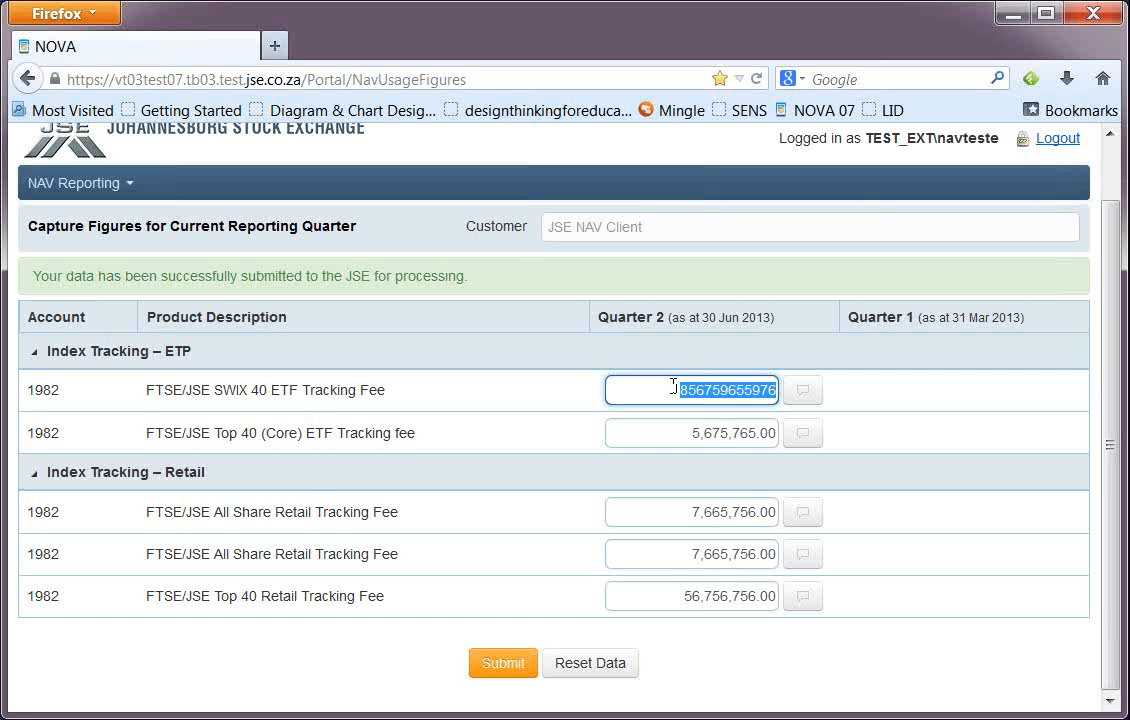 Firefox
NOVA
https://vt03test07.tb03.test.jse.co.za/Portal/NavUsageFigures
Google
Most Visited Getting Started Diagram & Chart Desig... designthinkingforeduca... Mingle SENS NOVA 07 LID Bookmarks
JSE JOHANNESBURG STOCK EXCHANGE
Logged in as TEST_EXT\navteste Logout
NAV Reporting
Capture Figures for Current Reporting Quarter Customer JSE NAV Client
Your data has been successfully submitted to the JSE for processing.
Account Product Description Quarter 2 (as at 30 Jun 2013) Quarter 1 (as at 31 Mar 2013)
Index Tracking – ETP
1982 FTSE/JSE SWIX 40 ETF Tracking Fee 856759655976
1982 FTSE/JSE Top 40 (Core) ETF Tracking fee 5,675,765.00
Index Tracking – Retail
1982 FTSE/JSE All Share Retail Tracking Fee 7,665,756.00
1982 FTSE/JSE All Share Retail Tracking Fee 7,665,756.00
1982 FTSE/JSE Top 40 Retail Tracking Fee 56,756,756.00
Submit Reset Data